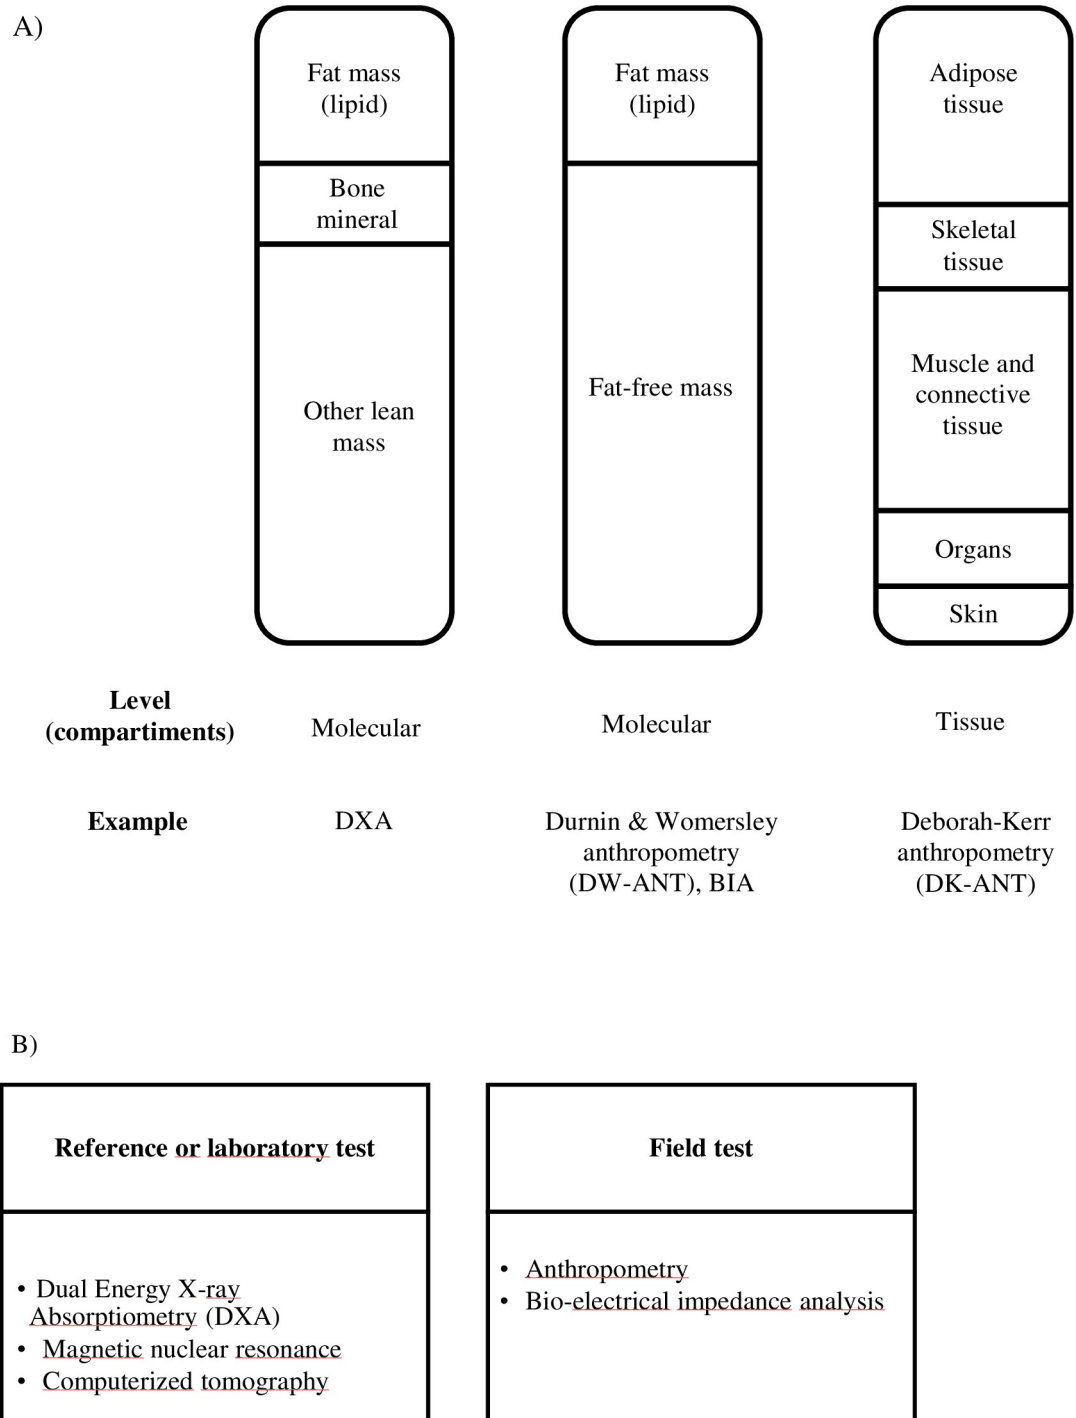 A)
Fat mass
(lipid)
Bone
mineral
Other lean
mass
Fat mass
(lipid)
Fat-free mass
Adipose
tissue
Skeletal
tissue
Muscle and
connective
tissue
Organs
Skin
Level
(compartiments)
Molecular
Molecular
Tissue
Example
DXA
Durnin & Womersley
anthropometry
(DW-ANT), BIA
Deborah-Kerr
anthropometry
(DK-ANT)
B)
Reference or laboratory test
• Dual Energy X-ray
Absorptiometry (DXA)
• Magnetic nuclear resonance
• Computerized tomography
Field test
• Anthropometry
• Bio-electrical impedance analysis